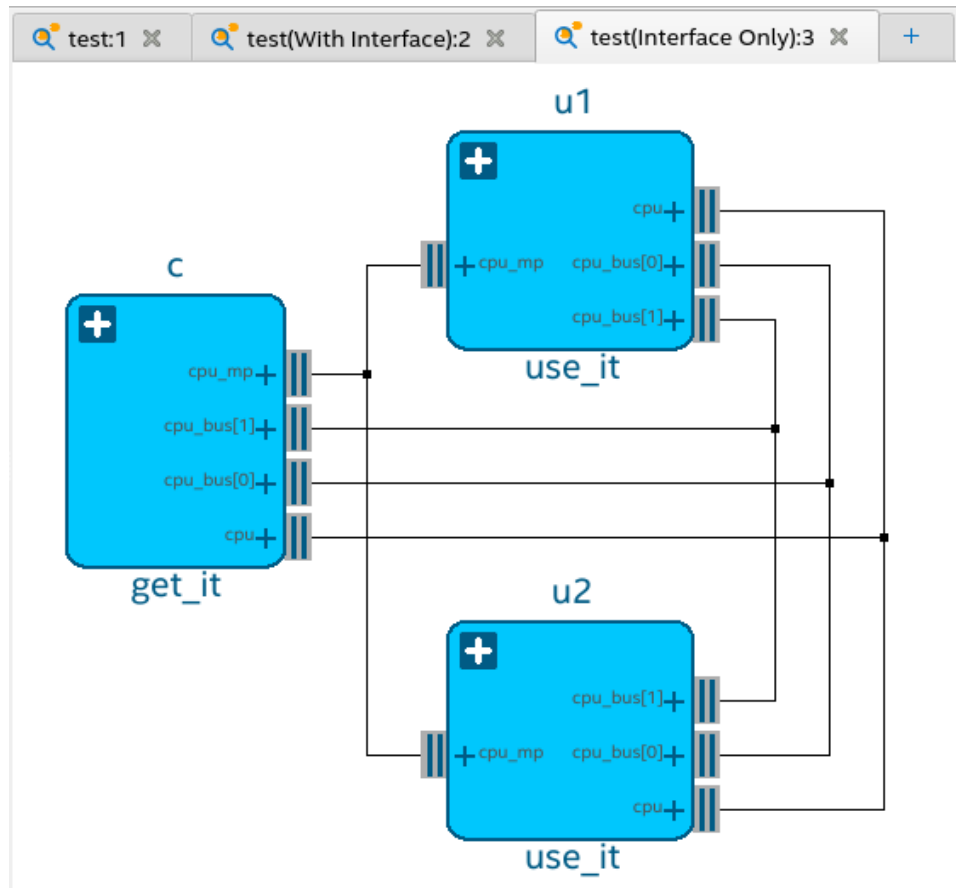 test:1
test(With Interface):2
test(Interface Only):3
u1
cpu
cpu_mp
cpu_bus[0]
cpu_bus[1]
use_it
c
cpu_mp
cpu_bus[1]
cpu_bus[0]
cpu
get_it
u2
cpu_bus[1]
cpu_mp
cpu_bus[0]
cpu
use_it